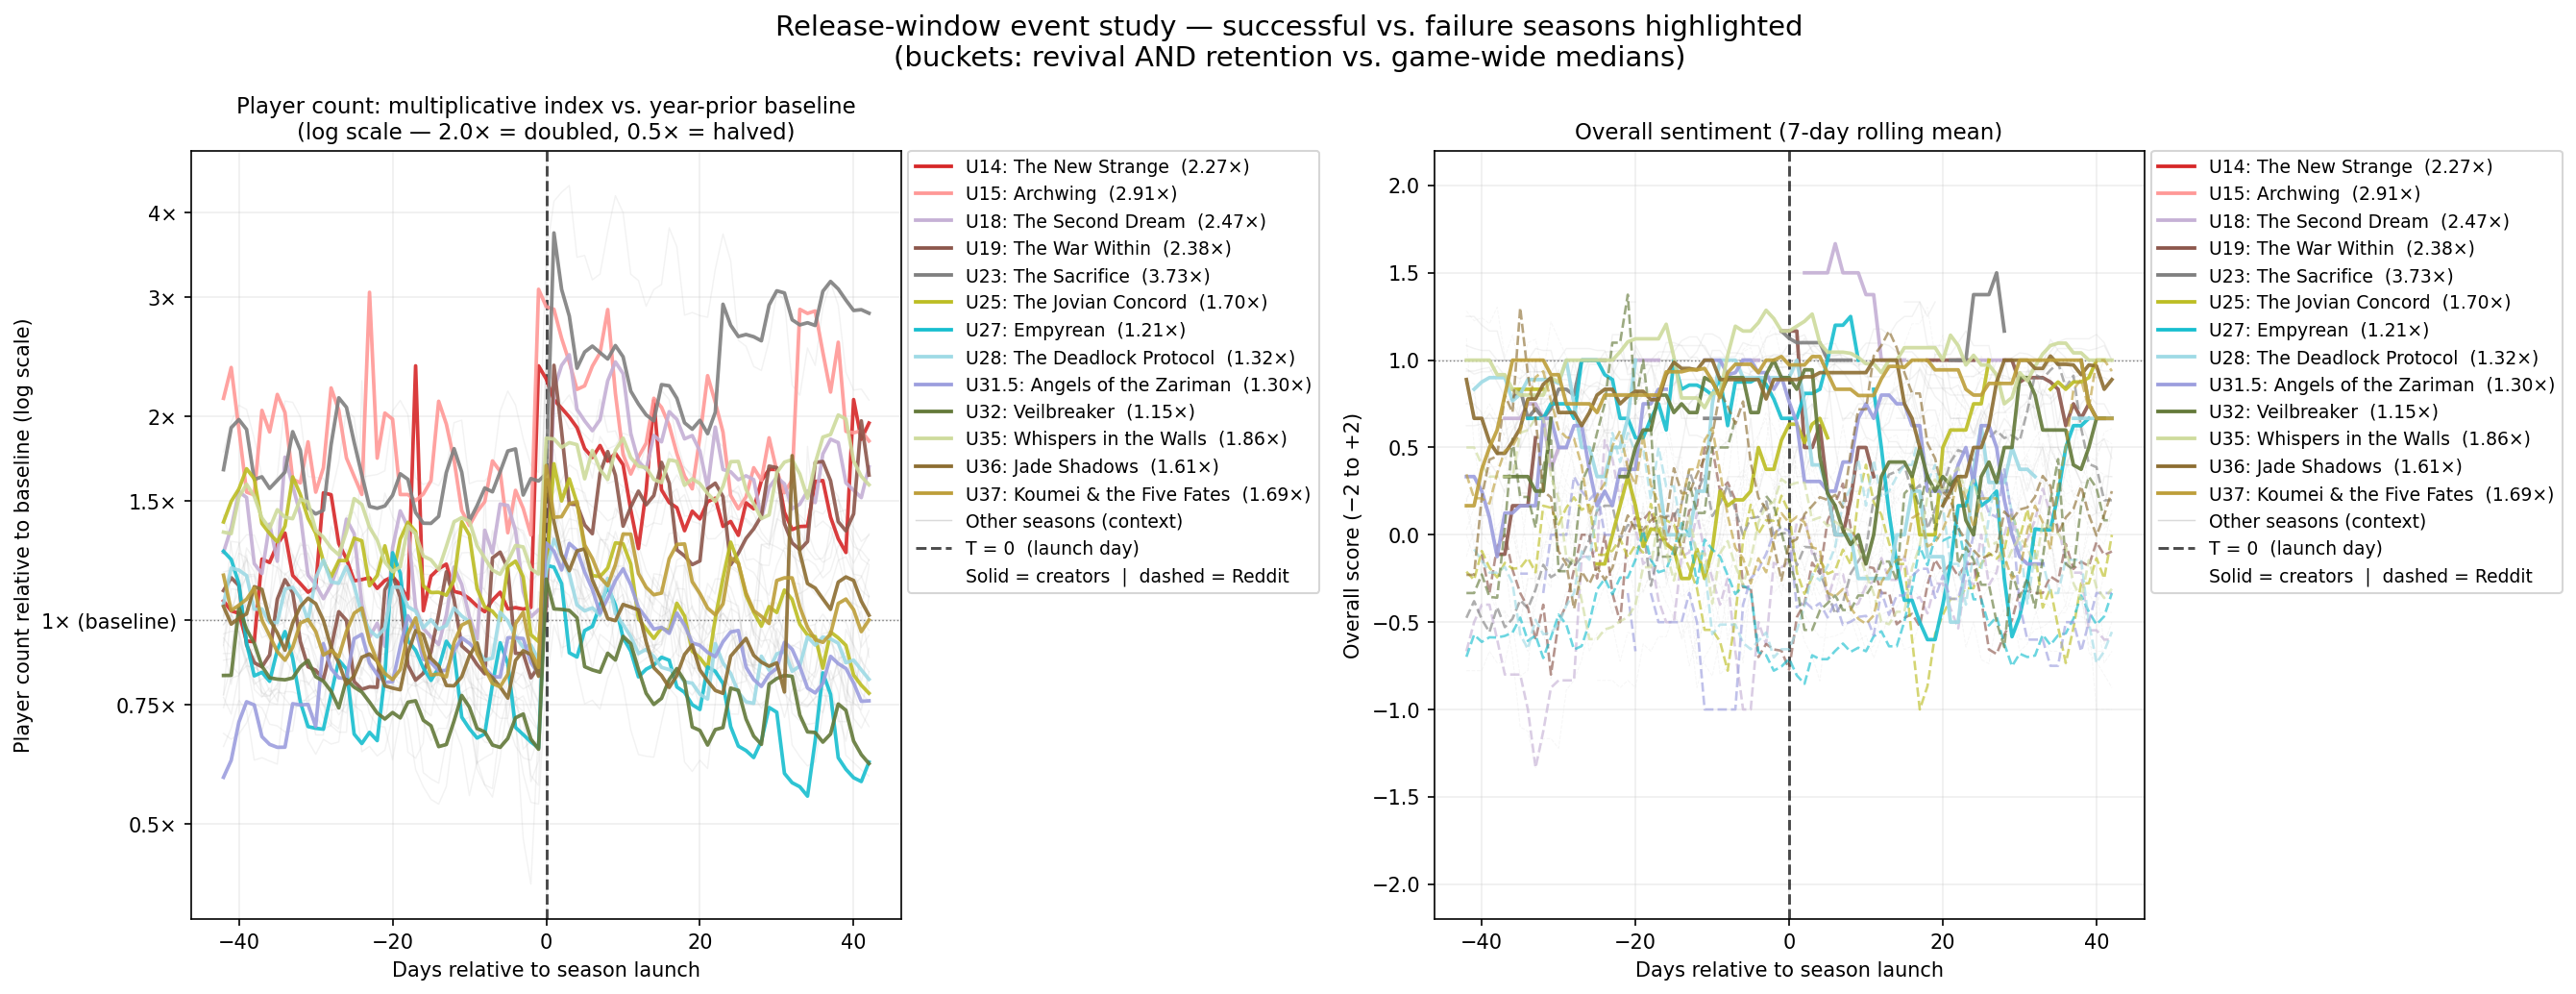 Release-window event study — successful vs. failure seasons highlighted
(buckets: revival AND retention vs. game-wide medians)
Player count: multiplicative index vs. year-prior baseline
(log scale — 2.0× = doubled, 0.5× = halved)
Player count relative to baseline (log scale)
4×
3×
2×
1.5×
1× (baseline)
0.75×
0.5×
−40
−20
0
20
40
Days relative to season launch
U14: The New Strange (2.27×)
U15: Archwing (2.91×)
U18: The Second Dream (2.47×)
U19: The War Within (2.38×)
U23: The Sacrifice (3.73×)
U25: The Jovian Concord (1.70×)
U27: Empyrean (1.21×)
U28: The Deadlock Protocol (1.32×)
U31.5: Angels of the Zariman (1.30×)
U32: Veilbreaker (1.15×)
U35: Whispers in the Walls (1.86×)
U36: Jade Shadows (1.61×)
U37: Koumei & the Five Fates (1.69×)
Other seasons (context)
T = 0 (launch day)
Solid = creators | dashed = Reddit
Overall sentiment (7-day rolling mean)
Overall score (−2 to +2)
2.0
1.5
1.0
0.5
0.0
−0.5
−1.0
−1.5
−2.0
−40
−20
0
20
40
Days relative to season launch
U14: The New Strange (2.27×)
U15: Archwing (2.91×)
U18: The Second Dream (2.47×)
U19: The War Within (2.38×)
U23: The Sacrifice (3.73×)
U25: The Jovian Concord (1.70×)
U27: Empyrean (1.21×)
U28: The Deadlock Protocol (1.32×)
U31.5: Angels of the Zariman (1.30×)
U32: Veilbreaker (1.15×)
U35: Whispers in the Walls (1.86×)
U36: Jade Shadows (1.61×)
U37: Koumei & the Five Fates (1.69×)
Other seasons (context)
T = 0 (launch day)
Solid = creators | dashed = Reddit